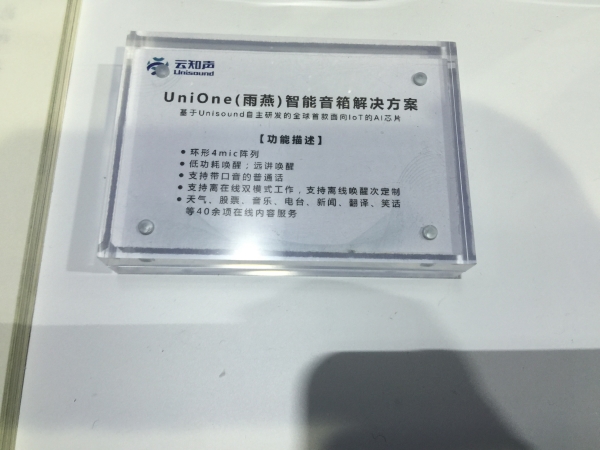 云知声
Unisound
UniOne(雨燕)智能音箱解决方案
基于Unisound自主研发的全球首款面向IoT的AI芯片
【功能描述】
• 环形4mic阵列
• 低功耗唤醒；远讲唤醒
• 支持带口音的普通话
• 支持离在线双模式工作，支持离线唤醒次定制
• 天气、股票、音乐、电台、新闻、翻译、笑话
等40余项在线内容服务